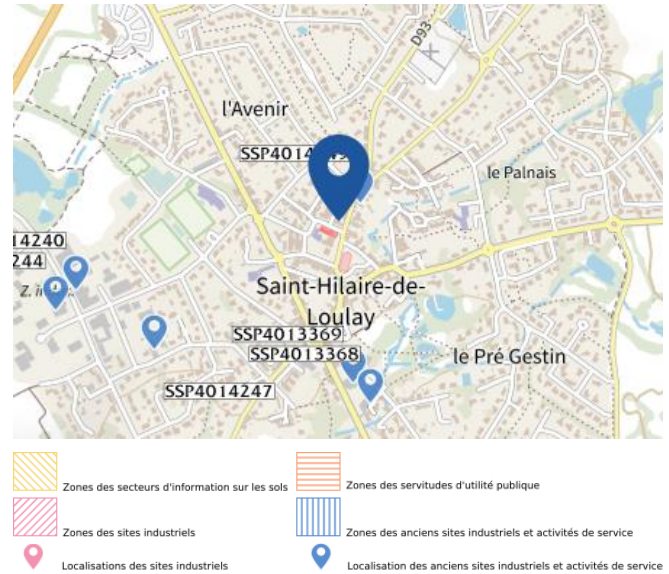 D93
l'Avenir
le Palnais
Z.
Saint-Hilaire-de-
Loulay
SSP4013369
SSP4013368
le Pré Gestin
SSP4014247
Zones des secteurs d'information sur les sols
Zones des servitudes d'utilité publique
Zones des sites industriels
Zones des anciens sites industriels et activités de service
Localisations des sites industriels
Localisation des anciens sites industriels et activités de service